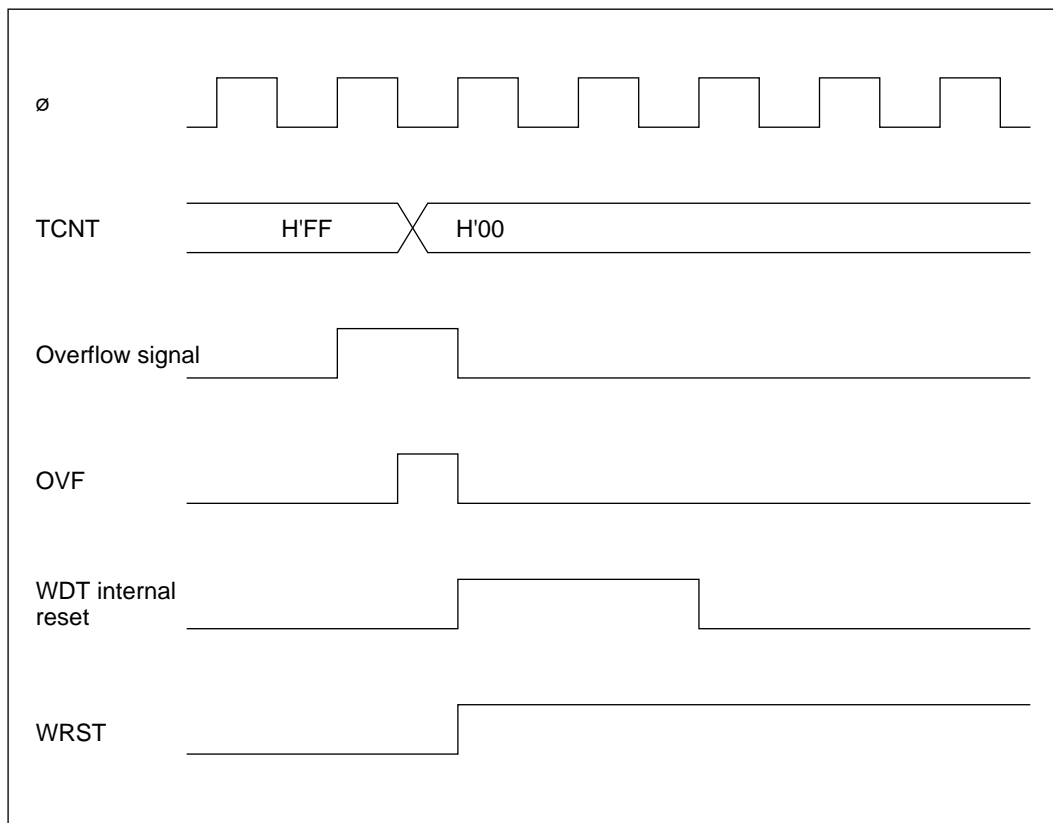 ø
TCNT
H'FF
H'00
Overflow signal
OVF
WDT internal
reset
WRST